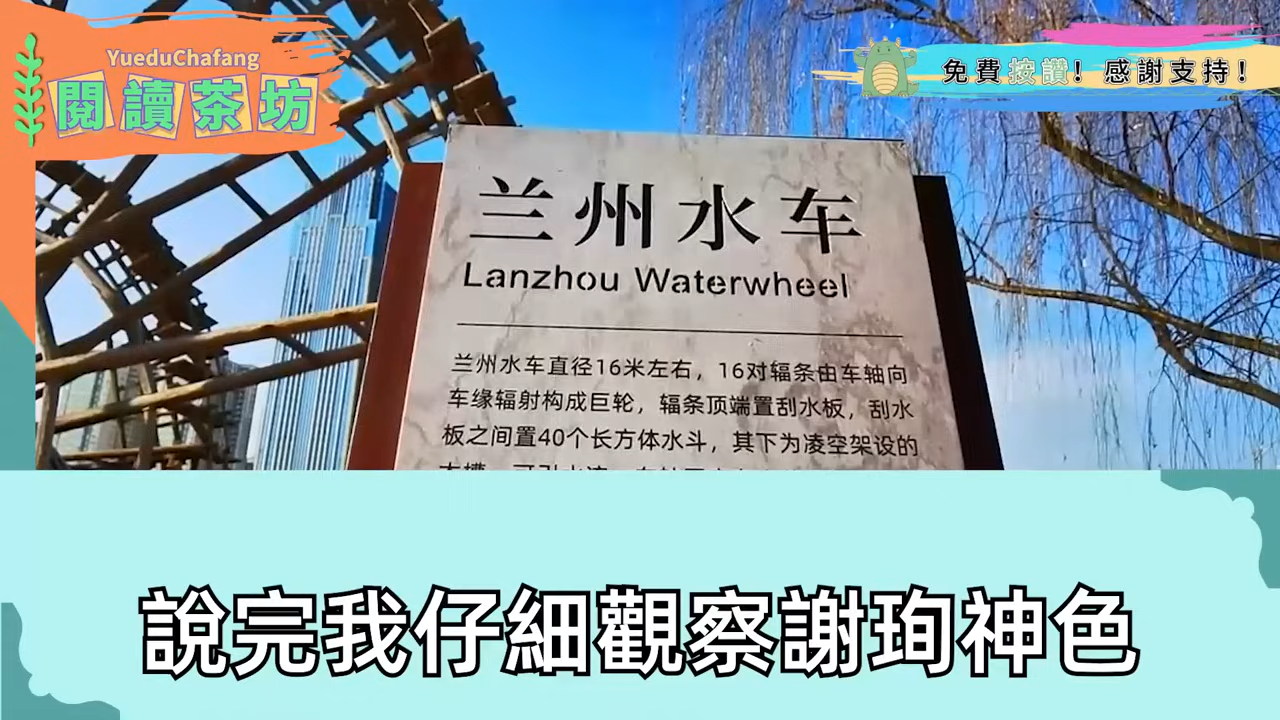 YueduChafang
閱讀茶坊
免費按讚!感謝支持!
兰州水车
Lanzhou Waterwheel
兰州水车直径16米左右，16对辐条由车轴向
车缘辐射构成巨轮，辐条顶端置刮水板，刮水
板之间置40个长方体水斗，其下为凌空架设的
說完我仔細觀察謝珣神色